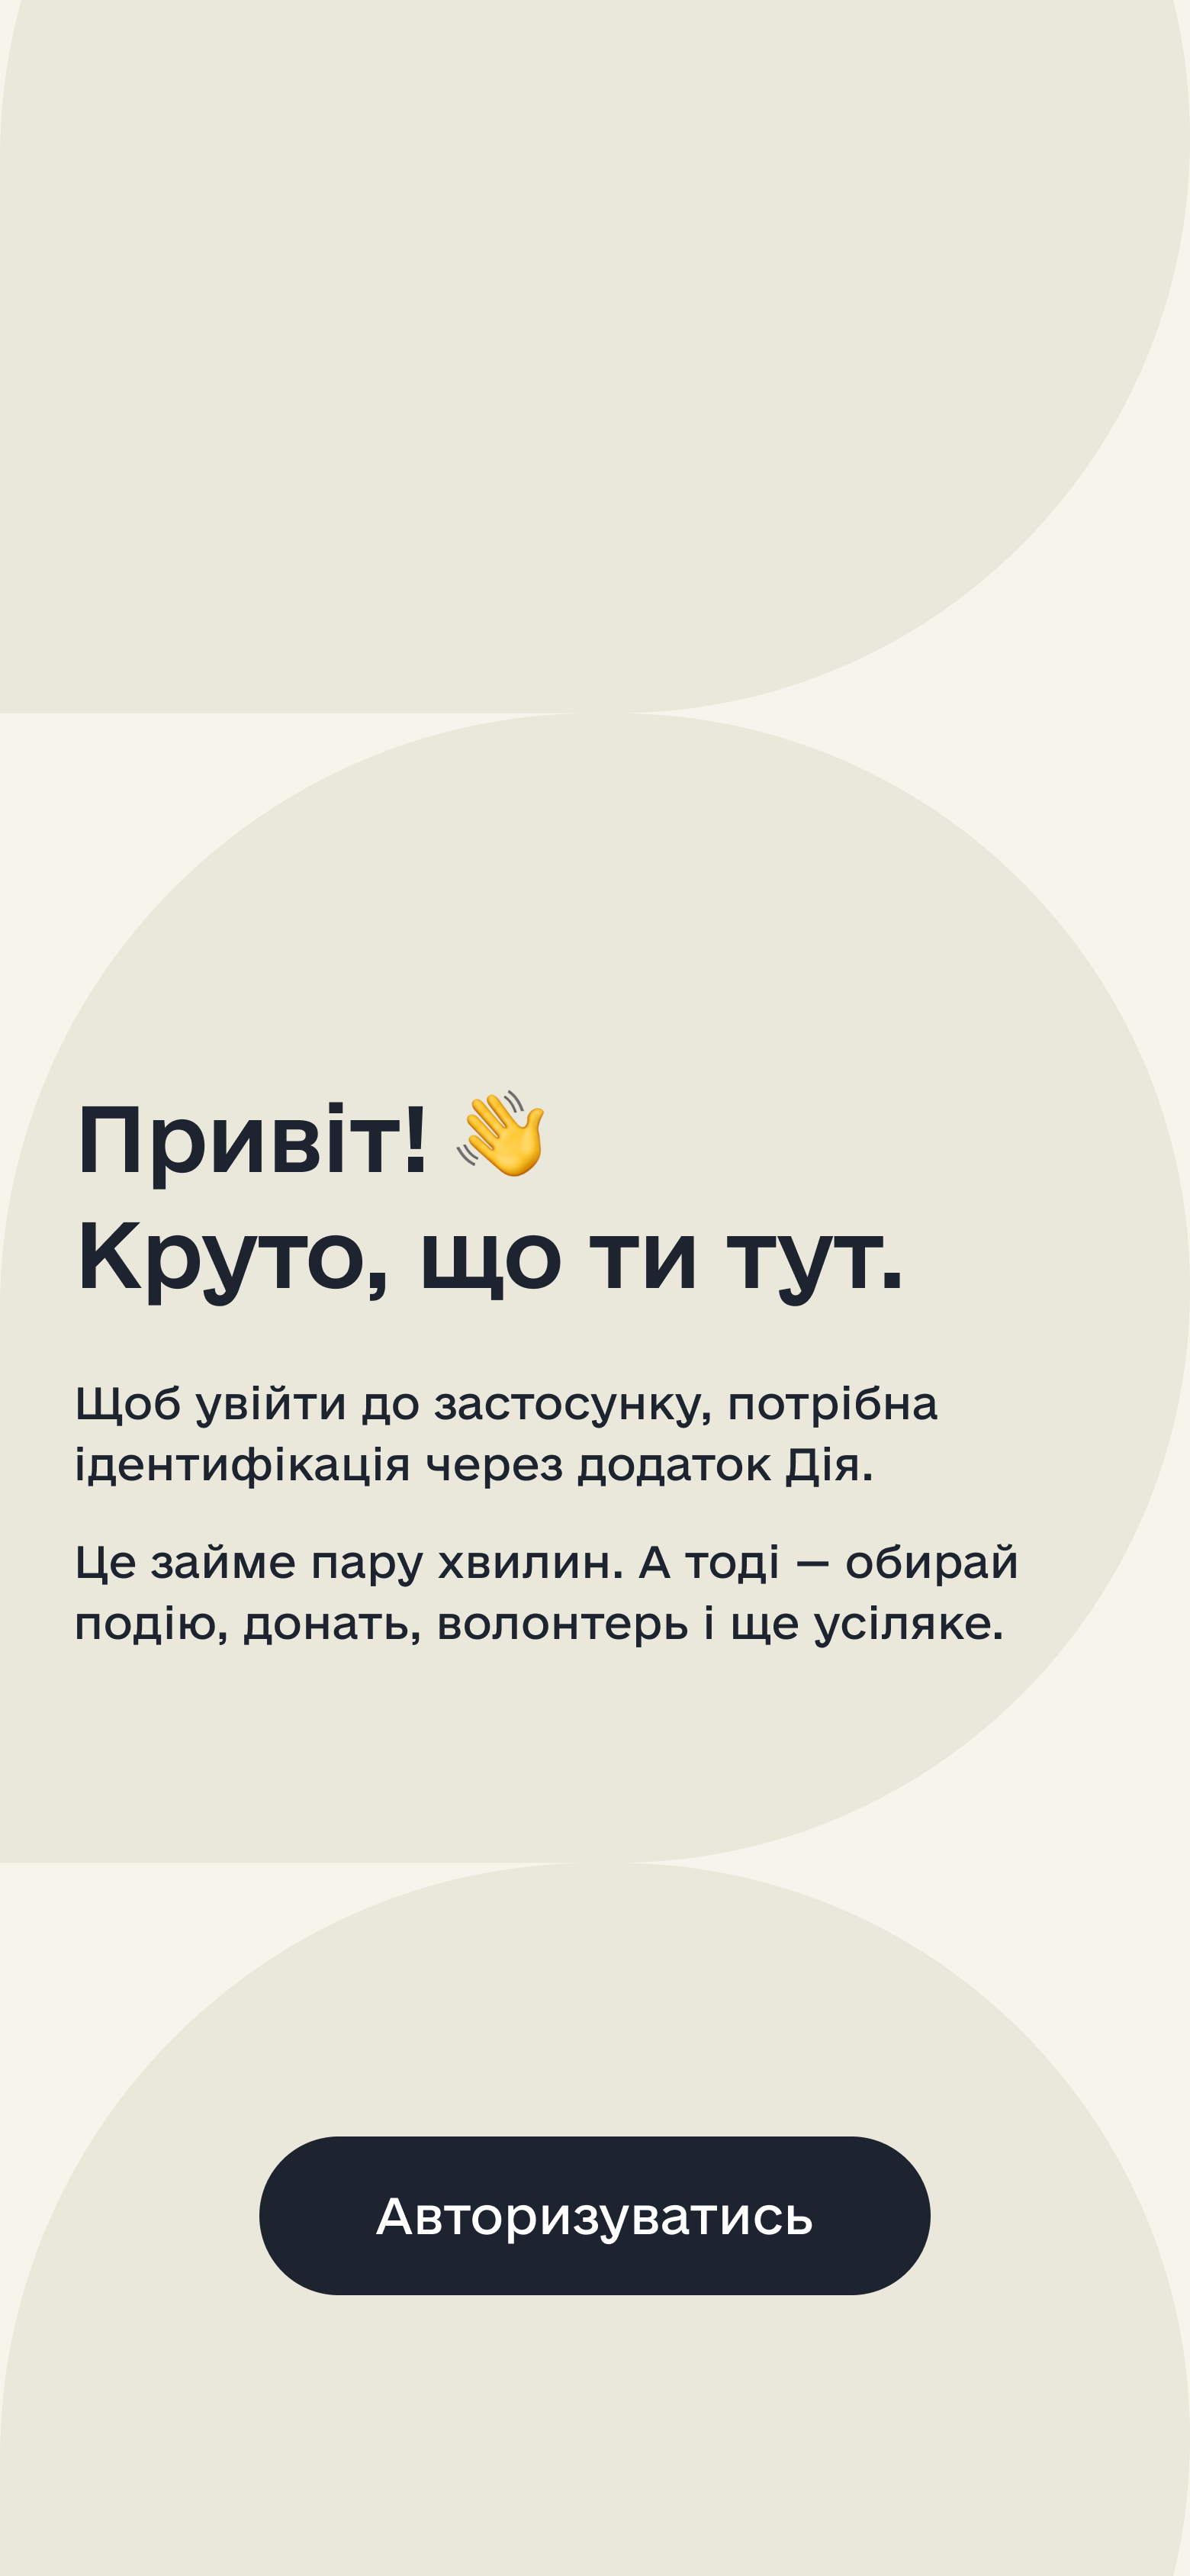 Привіт! 👋
Круто, що ти тут.
Щоб увійти до застосунку, потрібна
ідентифікація через додаток Дія.
Це займе пару хвилин. А тоді — обирай
подію, донать, волонтерь і ще усіляке.
Авторизуватись